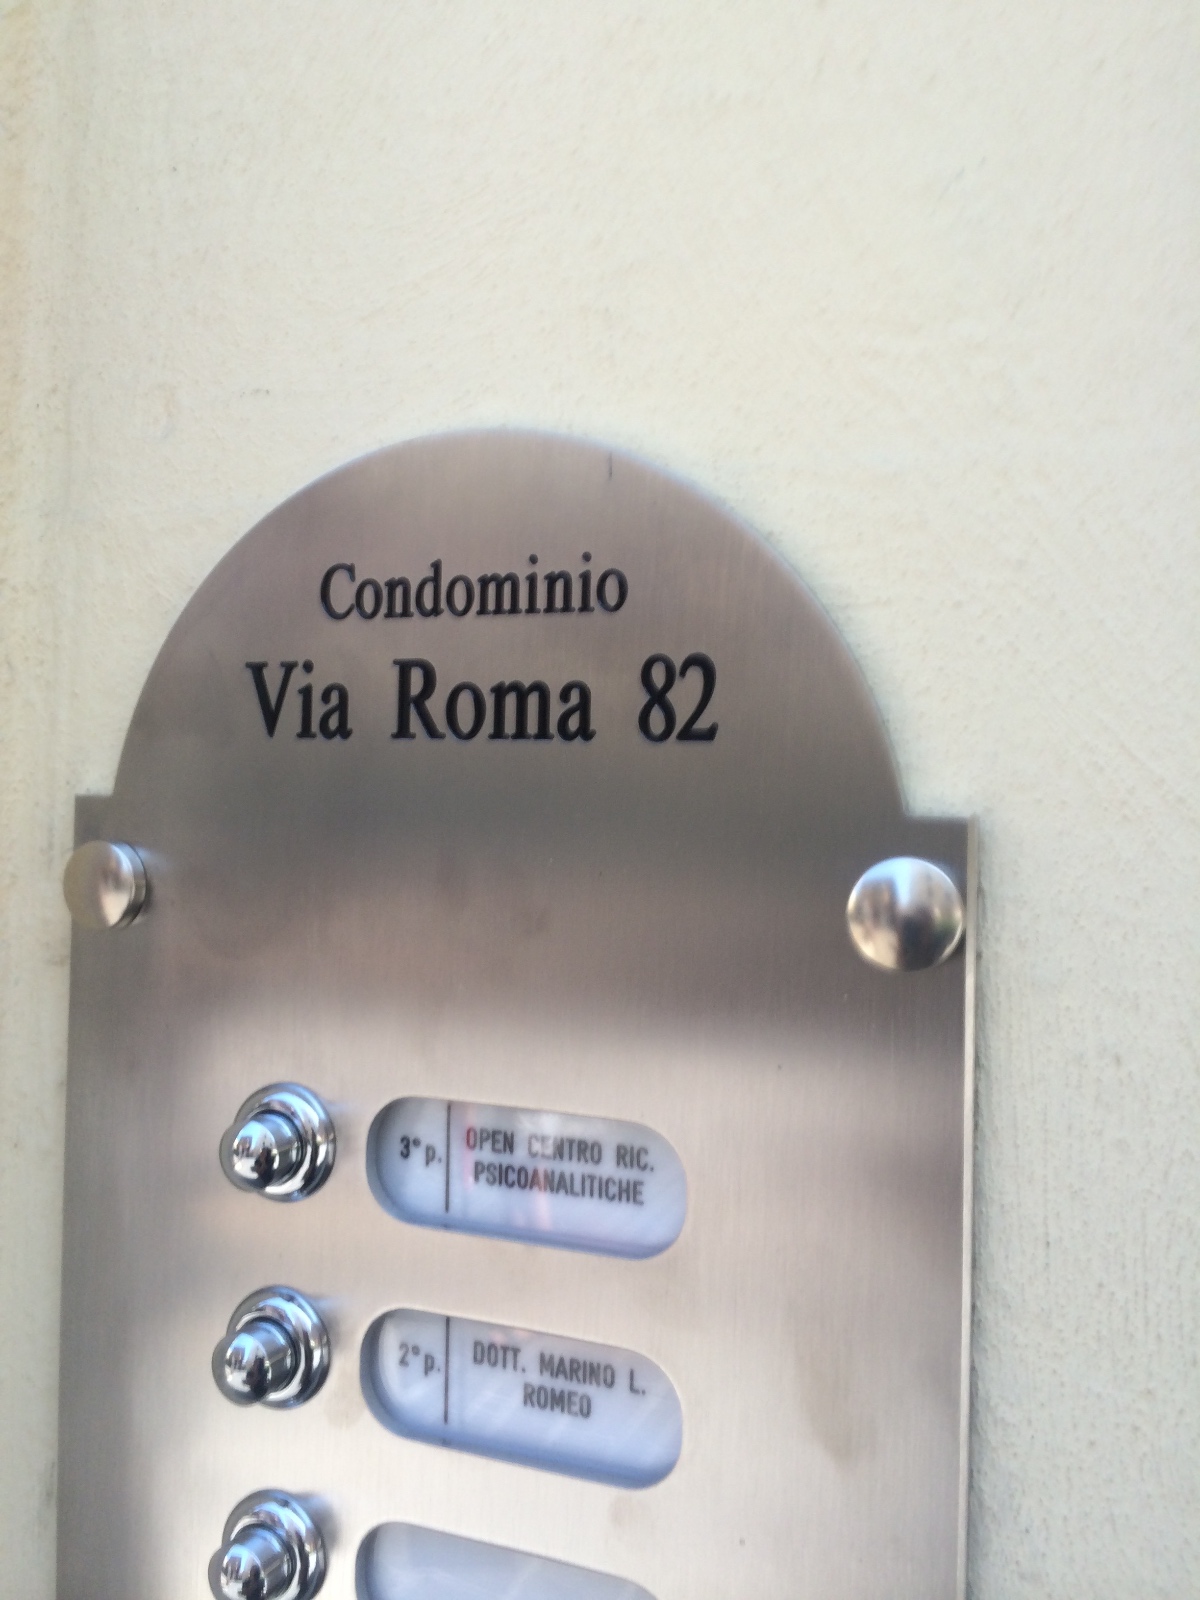 Condominio
Via Roma 82
3° p. OPEN CENTRO RIC.
PSICOANALITICHE
2° p. DOTT. MARINO L.
ROMEO